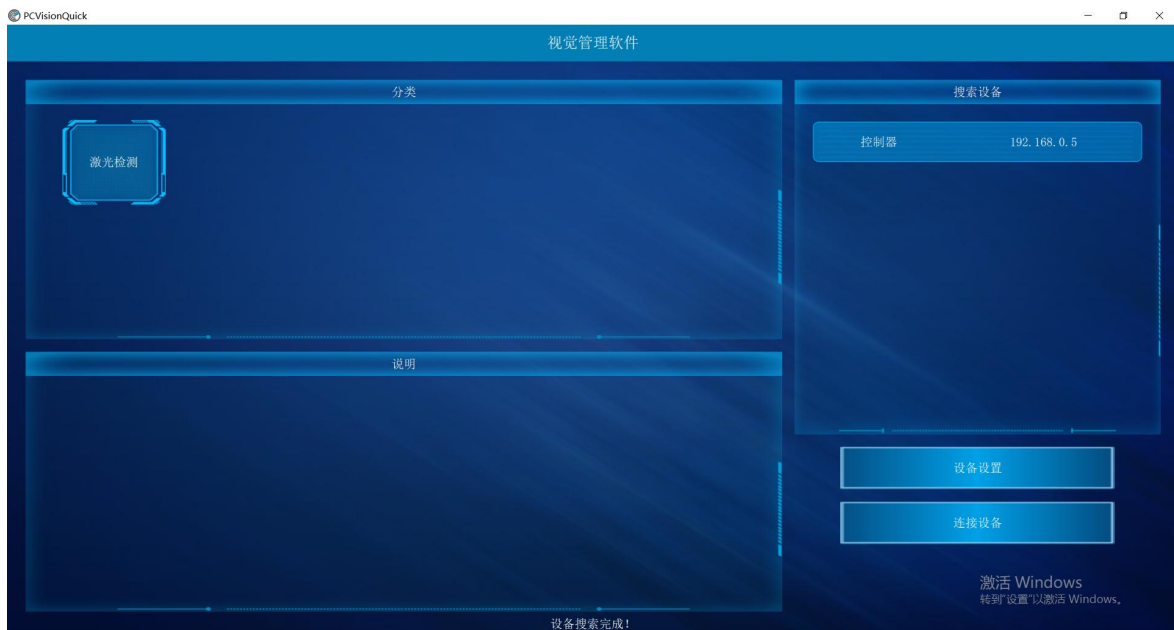 PCVisionQuick
视觉管理软件
分类
激光检测
搜索设备
控制器 192.168.0.5
说明
设备设置
连接设备
激活 Windows
转到"设置"以激活 Windows。
设备搜索完成!